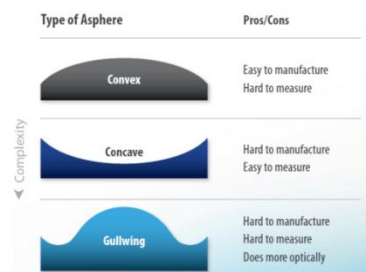 Type of Asphere Pros/Cons
Convex
Easy to manufacture
Hard to measure
Complexity
Concave
Hard to manufacture
Easy to measure
Gullwing
Hard to manufacture
Hard to measure
Does more optically